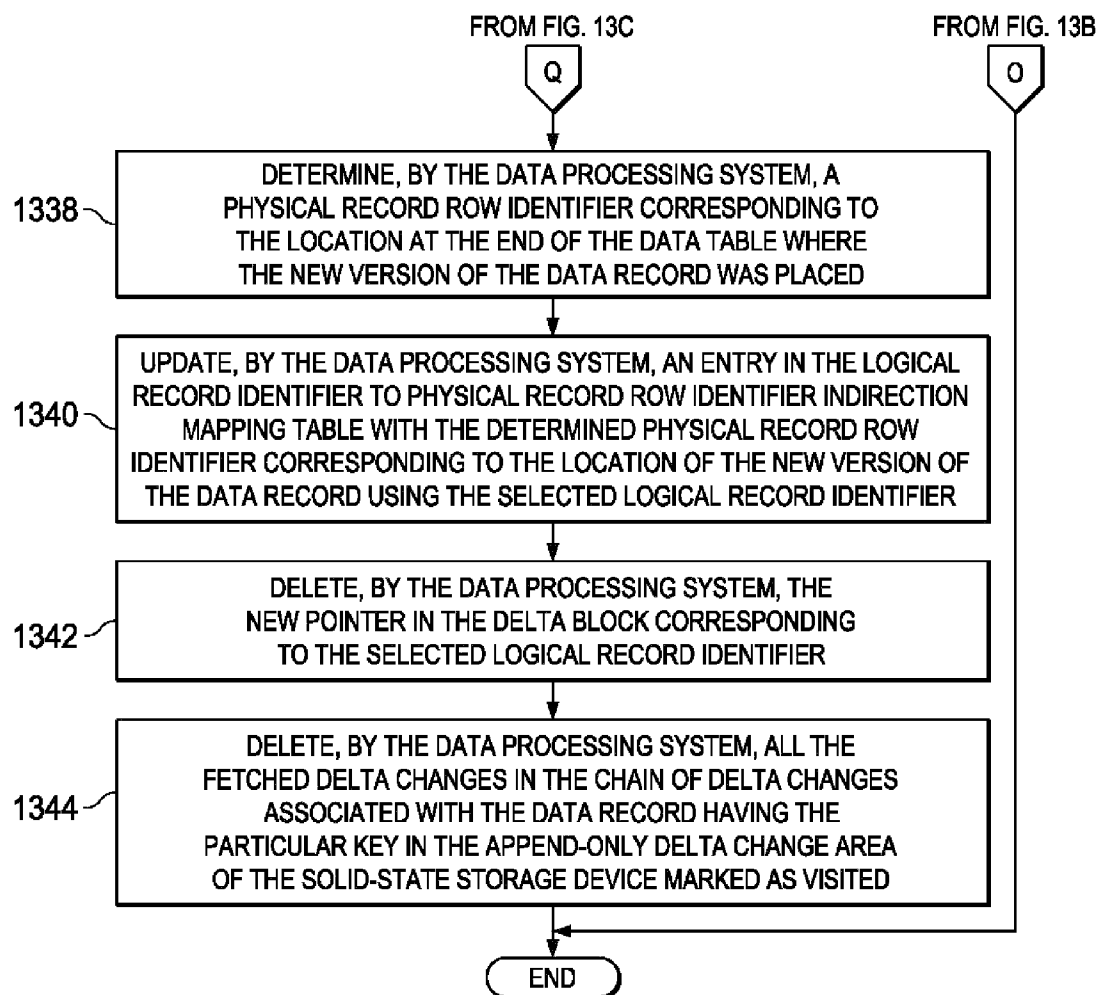 FROM FIG. 13C
FROM FIG. 13B
Q
O
1338
DETERMINE, BY THE DATA PROCESSING SYSTEM, A
PHYSICAL RECORD ROW IDENTIFIER CORRESPONDING TO
THE LOCATION AT THE END OF THE DATA TABLE WHERE
THE NEW VERSION OF THE DATA RECORD WAS PLACED
1340
UPDATE, BY THE DATA PROCESSING SYSTEM, AN ENTRY IN THE LOGICAL
RECORD IDENTIFIER TO PHYSICAL RECORD ROW IDENTIFIER INDIRECTION
MAPPING TABLE WITH THE DETERMINED PHYSICAL RECORD ROW
IDENTIFIER CORRESPONDING TO THE LOCATION OF THE NEW VERSION OF
THE DATA RECORD USING THE SELECTED LOGICAL RECORD IDENTIFIER
1342
DELETE, BY THE DATA PROCESSING SYSTEM, THE
NEW POINTER IN THE DELTA BLOCK CORRESPONDING
TO THE SELECTED LOGICAL RECORD IDENTIFIER
1344
DELETE, BY THE DATA PROCESSING SYSTEM, ALL THE
FETCHED DELTA CHANGES IN THE CHAIN OF DELTA CHANGES
ASSOCIATED WITH THE DATA RECORD HAVING THE
PARTICULAR KEY IN THE APPEND-ONLY DELTA CHANGE AREA
OF THE SOLID-STATE STORAGE DEVICE MARKED AS VISITED
END